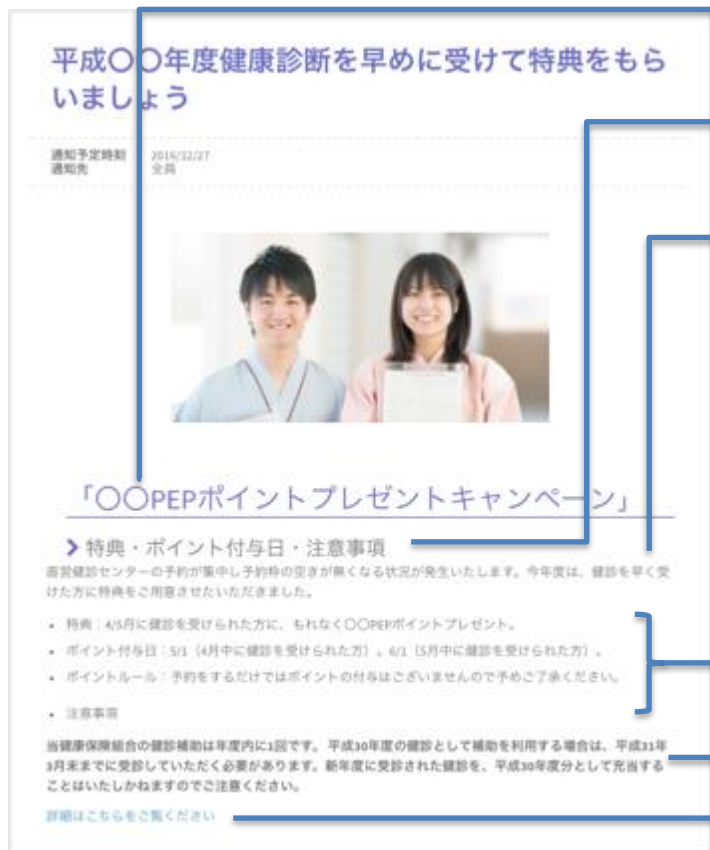 平成〇〇年度健康診断を早めに受けて特典をもら
いましょう
通知予定時刻 2016/12/27
通知先 全員
「〇〇PEPポイントプレゼントキャンペーン」
特典・ポイント付与日・注意事項
直営健診センターの予約が集中し予約枠の空きが無くなる状況が発生いたします。今年度は、健診を早く受
けた方に特典をご用意させたいただきました。
• 特典：4/5月に健診を受けられた方に、もれなく〇〇PEPポイントプレゼント。
• ポイント付与日：5/1（4月中に健診を受けられた方）。6/1（5月中に健診を受けられた方）。
• ポイントルール：予約をするだけではポイントの付与はございませんので予めご了承ください。
• 注意事項
当健康保険組合の健診補助は年度内に1回です。 平成30年度の健診として補助を利用する場合は、平成31年
3月末までに受診していただく必要があります。新年度に受診された健診を、平成30年度分として充当する
ことはいたしかねますのでご注意ください。
詳細はこちらをご覧ください